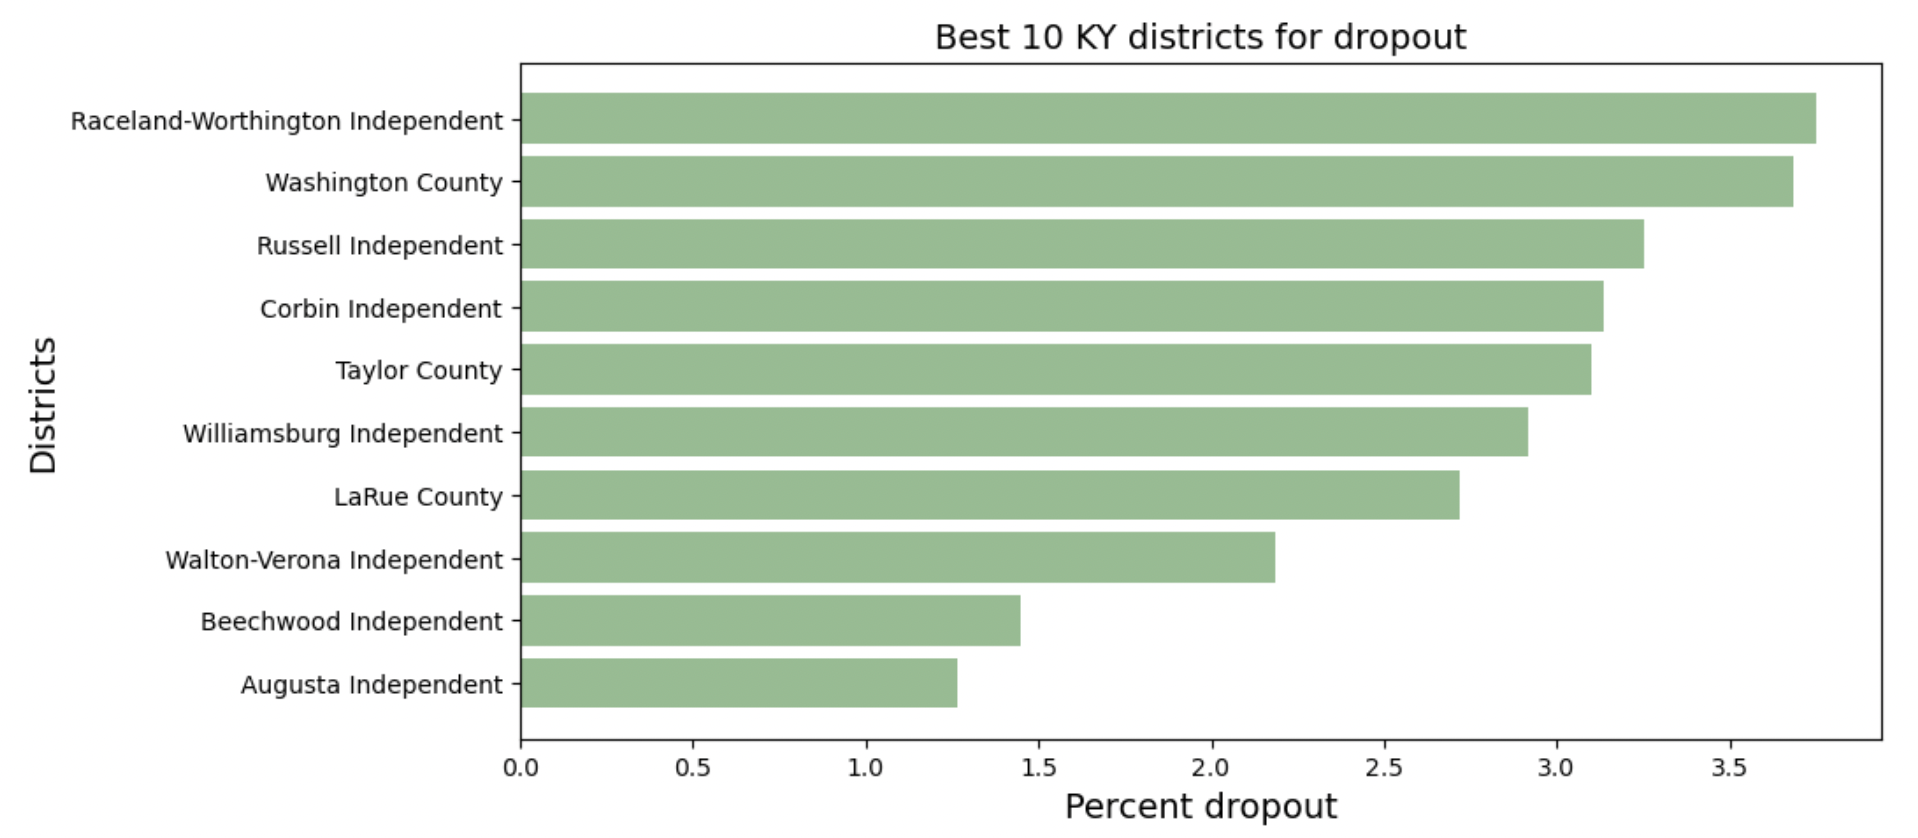 Best 10 KY districts for dropout
Raceland-Worthington Independent
Washington County
Russell Independent
Corbin Independent
Taylor County
Williamsburg Independent
LaRue County
Walton-Verona Independent
Beechwood Independent
Augusta Independent
Districts
0.0 0.5 1.0 1.5 2.0 2.5 3.0 3.5
Percent dropout